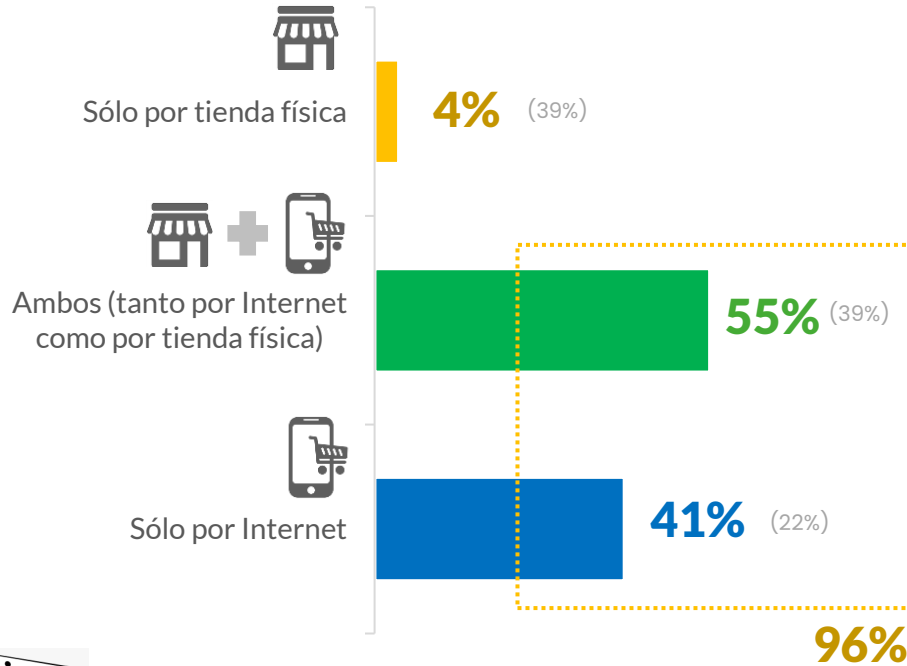 Sólo por tienda física
4% (39%)
Ambos (tanto por Internet
como por tienda física)
55% (39%)
Sólo por Internet
41% (22%)
96%